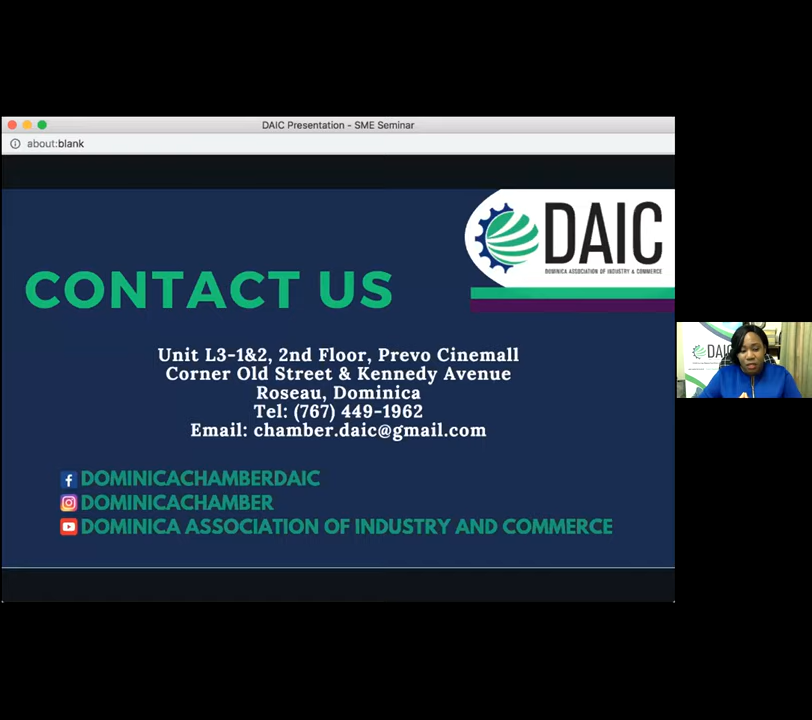 DAIC Presentation - SME Seminar
about:blank
DAIC
DOMINICA ASSOCIATION OF INDUSTRY & COMMERCE
CONTACT US
Unit L3-1&2, 2nd Floor, Prevo Cinemall
Corner Old Street & Kennedy Avenue
Roseau, Dominica
Tel: (767) 449-1962
Email: chamber.daic@gmail.com
DOMINICACHAMBERDAIC
DOMINICACHAMBER
DOMINICA ASSOCIATION OF INDUSTRY AND COMMERCE
DAIC